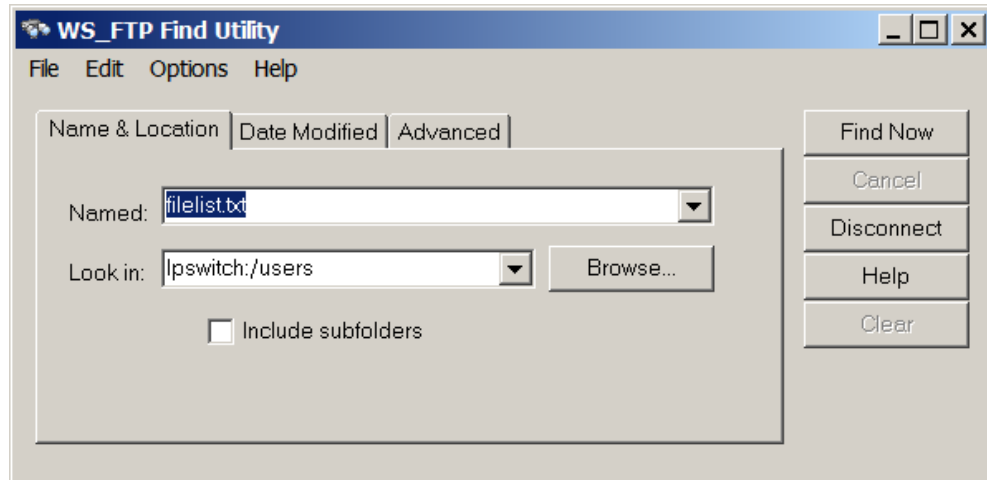 WS_FTP Find Utility
File Edit Options Help
Name & Location Date Modified Advanced
Find Now
Cancel
Named: filelist.txt
Disconnect
Look in: Ipswitch:/users Browse...
Help
Include subfolders
Clear